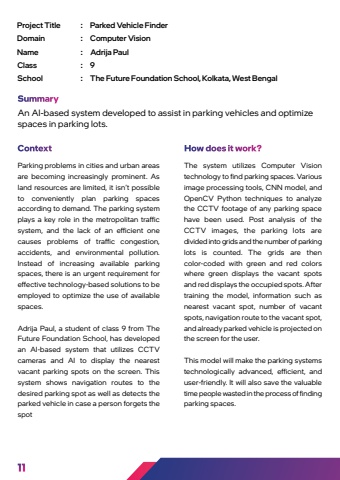 Project Title : Parked Vehicle Finder
Domain : Computer Vision
Name : Adrija Paul
Class : 9
School : The Future Foundation School, Kolkata, West Bengal
Summary
An AI-based system developed to assist in parking vehicles and optimize
spaces in parking lots.
Context
Parking problems in cities and urban areas
are becoming increasingly prominent. As
land resources are limited, it isn't possible
to conveniently plan parking spaces
according to demand. The parking system
plays a key role in the metropolitan traffic
system, and the lack of an efficient one
causes problems of traffic congestion,
accidents, and environmental pollution.
Instead of increasing available parking
spaces, there is an urgent requirement for
effective technology-based solutions to be
employed to optimize the use of available
spaces.
Adrija Paul, a student of class 9 from The
Future Foundation School, has developed
an AI-based system that utilizes CCTV
cameras and AI to display the nearest
vacant parking spots on the screen. This
system shows navigation routes to the
desired parking spot as well as detects the
parked vehicle in case a person forgets the
spot
How does it work?
The system utilizes Computer Vision
technology to find parking spaces. Various
image processing tools, CNN model, and
OpenCV Python techniques to analyze
the CCTV footage of any parking space
have been used. Post analysis of the
CCTV images, the parking lots are
divided into grids and the number of parking
lots is counted. The grids are then
color-coded with green and red colors
where green displays the vacant spots
and red displays the occupied spots. After
training the model, information such as
nearest vacant spot, number of vacant
spots, navigation route to the vacant spot,
and already parked vehicle is projected on
the screen for the user.
This model will make the parking systems
technologically advanced, efficient, and
user-friendly. It will also save the valuable
time people wasted in the process of finding
parking spaces.
11